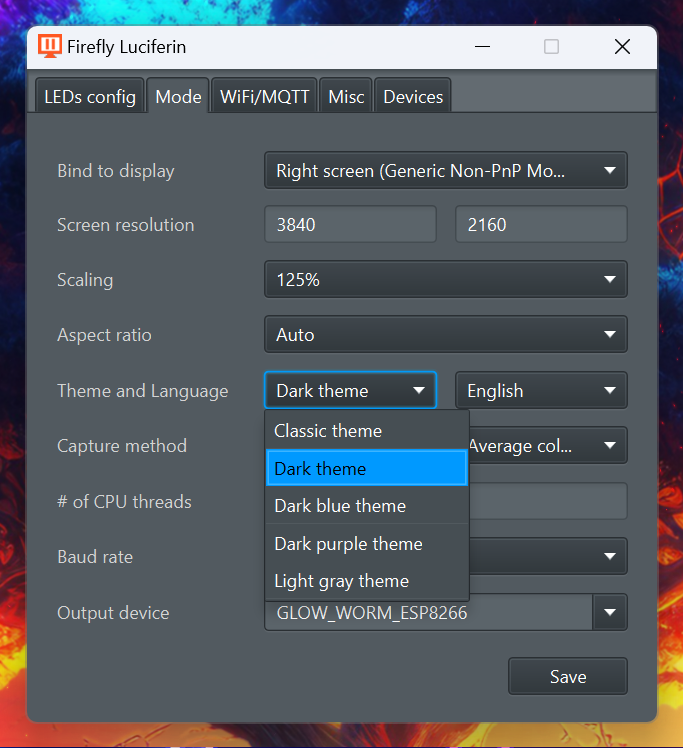 Firefly Luciferin
LEDs config Mode WiFi/MQTT Misc Devices
Bind to display Right screen (Generic Non-PnP Mo...
Screen resolution 3840 2160
Scaling 125%
Aspect ratio Auto
Theme and Language Dark theme English
Classic theme
Capture method Average col...
Dark theme
# of CPU threads Dark blue theme
Dark purple theme
Baud rate
Light gray theme
Output device GLOW_WORM_ESP8266
Save